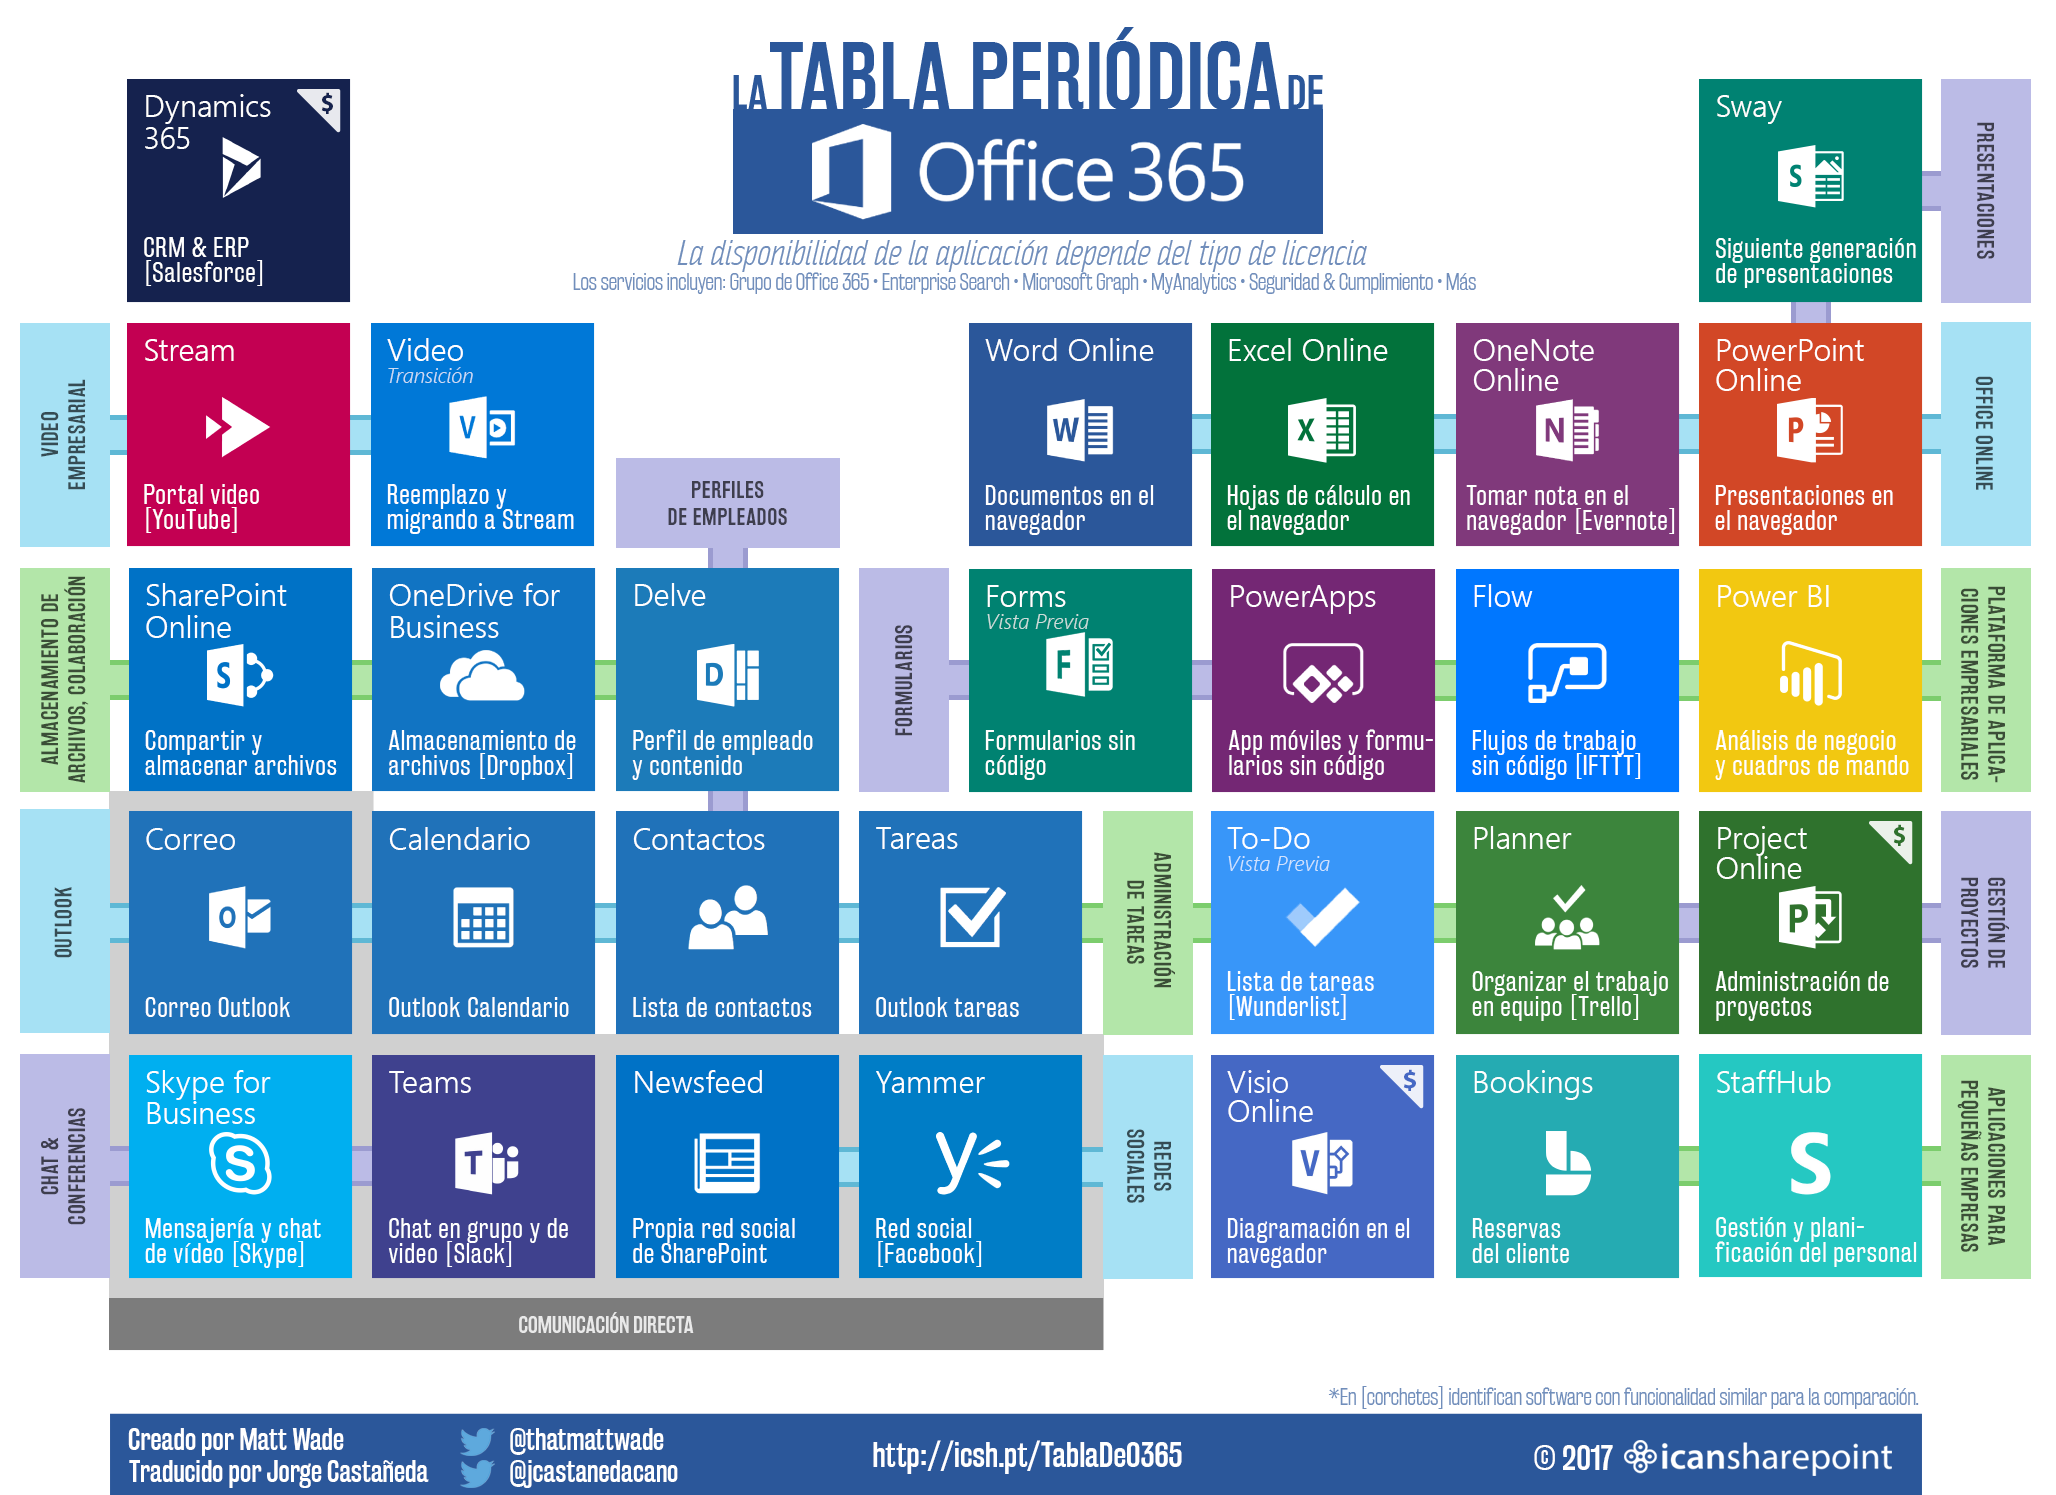 LA TABLA PERIÓDICA DE
Office 365
La disponibilidad de la aplicación depende del tipo de licencia
Los servicios incluyen: Grupo de Office 365 • Enterprise Search • Microsoft Graph • MyAnalytics • Seguridad & Cumplimiento • Más
Dynamics
365
$
CRM & ERP
[Salesforce]
Sway
S
Siguiente generación
de presentaciones
PRESENTACIONES
VIDEO
EMPRESARIAL
Stream
Portal video
[YouTube]
Video
Transición
V
Reemplazo y
migrando a Stream
PERFILES
DE EMPLEADOS
Word Online
W
Documentos en el
navegador
Excel Online
X
Hojas de cálculo en
el navegador
OneNote
Online
N
Tomar nota en el
navegador [Evernote]
PowerPoint
Online
P
Presentaciones en
el navegador
OFFICE ONLINE
ALMACENAMIENTO DE
ARCHIVOS, COLABORACIÓN
SharePoint
Online
S
Compartir y
almacenar archivos
OneDrive for
Business
Almacenamiento de
archivos [Dropbox]
Delve
D
Perfil de empleado
y contenido
FORMULARIOS
Forms
Vista Previa
F
Formularios sin
código
PowerApps
App móviles y formu-
larios sin código
Flow
Flujos de trabajo
sin código [IFTTT]
Power BI
Análisis de negocio
y cuadros de mando
PLATAFORMA DE APLICA-
CIONES EMPRESARIALES
OUTLOOK
Correo
O
Correo Outlook
Calendario
Outlook Calendario
Contactos
Lista de contactos
Tareas
Outlook tareas
ADMINISTRACIÓN
DE TAREAS
To-Do
Vista Previa
Lista de tareas
[Wunderlist]
Planner
Organizar el trabajo
en equipo [Trello]
Project
Online
$
P
Administración de
proyectos
GESTIÓN DE
PROYECTOS
CHAT &
CONFERENCIAS
Skype for
Business
S
Mensajería y chat
de vídeo [Skype]
Teams
T
Chat en grupo y de
video [Slack]
Newsfeed
Propia red social
de SharePoint
Yammer
y
Red social
[Facebook]
REDES
SOCIALES
Visio
Online
$
V
Diagramación en el
navegador
Bookings
b
Reservas
del cliente
StaffHub
S
Gestión y plani-
ficación del personal
APLICACIONES PARA
PEQUEÑAS EMPRESAS
COMUNICACIÓN DIRECTA
*En [corchetes] identifican software con funcionalidad similar para la comparación.
Creado por Matt Wade @thatmattwade
Traducido por Jorge Castañeda @jcastanedacano
http://icsh.pt/TablaDeO365
© 2017 icansharepoint